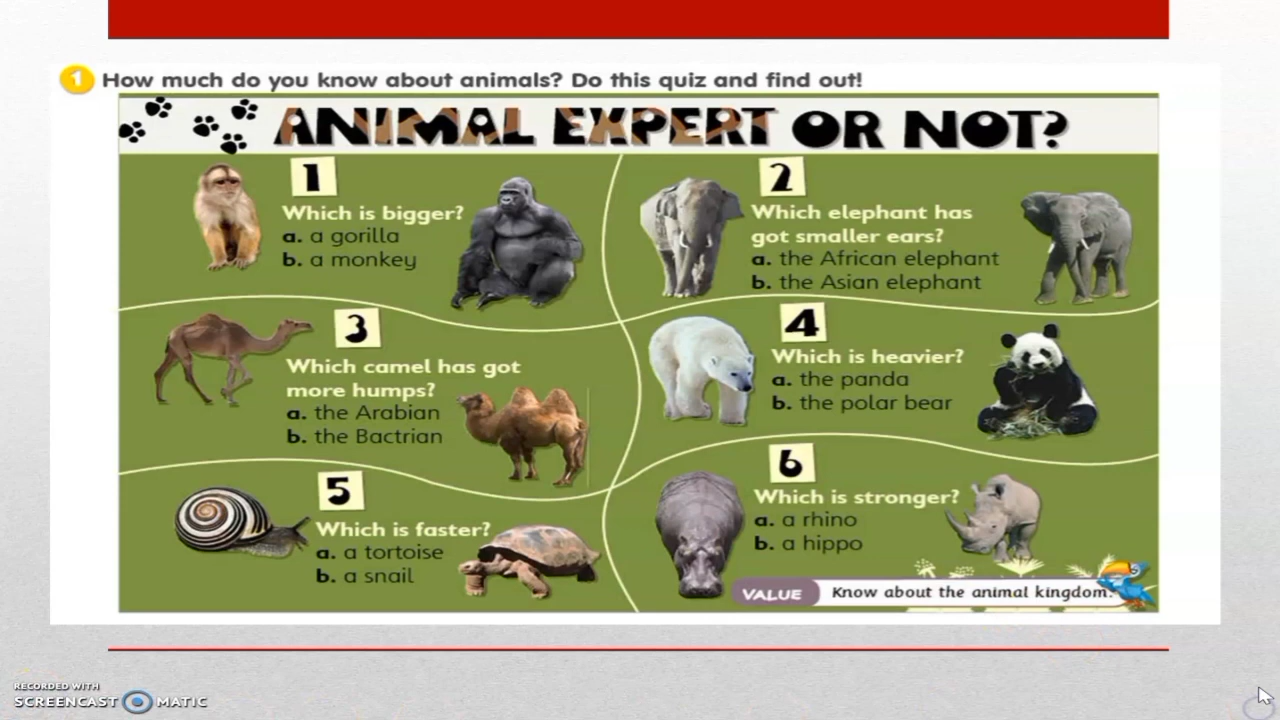 1 How much do you know about animals? Do this quiz and find out!
ANIMAL EXPERT OR NOT?
1
Which is bigger?
a. a gorilla
b. a monkey
2
Which elephant has
got smaller ears?
a. the African elephant
b. the Asian elephant
3
Which camel has got
more humps?
a. the Arabian
b. the Bactrian
4
Which is heavier?
a. the panda
b. the polar bear
5
Which is faster?
a. a tortoise
b. a snail
6
Which is stronger?
a. a rhino
b. a hippo
VALUE Know about the animal kingdom.
RECORDED WITH
SCREENCAST MATIC